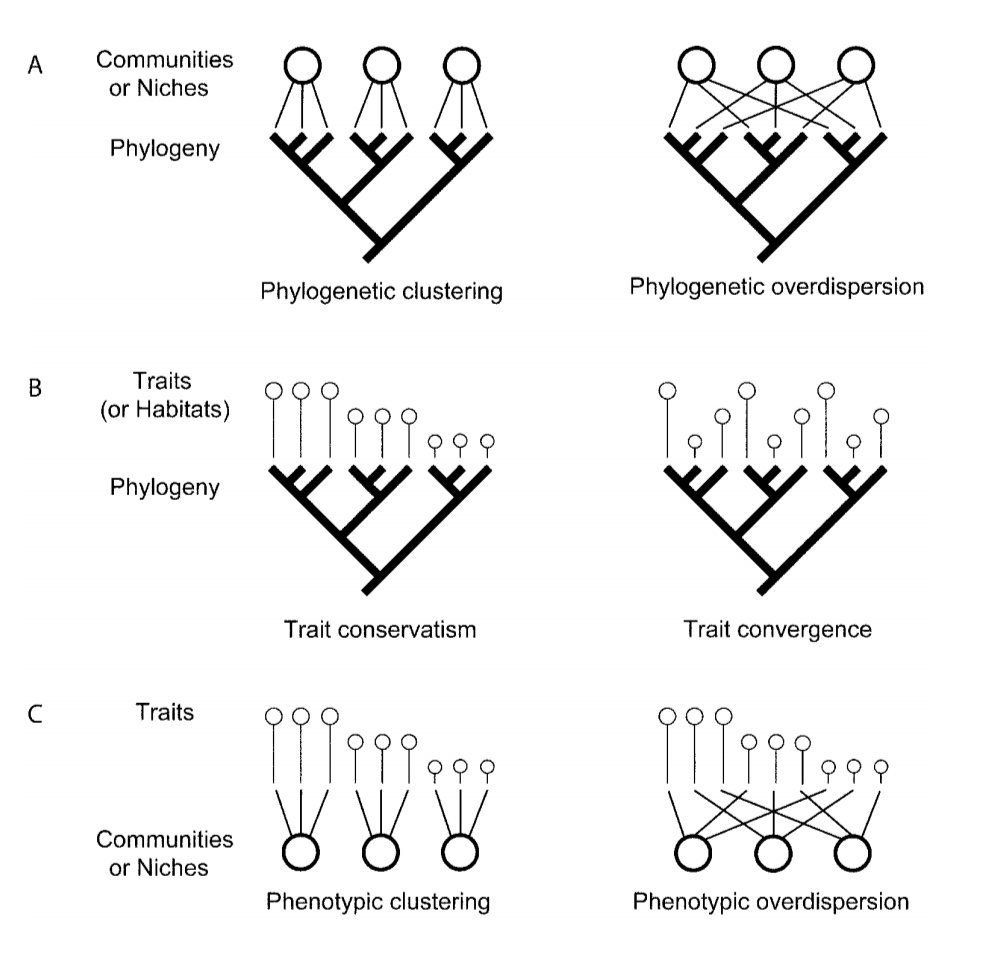 A
Communities
or Niches
Phylogeny
Phylogenetic clustering
Phylogenetic overdispersion
B
Traits
(or Habitats)
Phylogeny
Trait conservatism
Trait convergence
C
Traits
Communities
or Niches
Phenotypic clustering
Phenotypic overdispersion